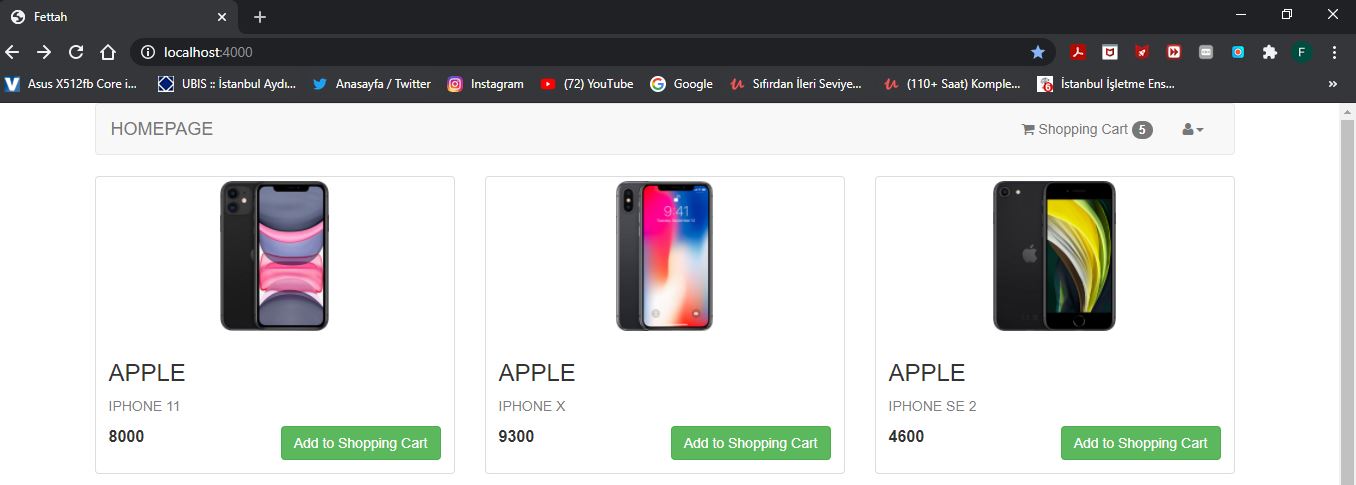 Fettah
localhost:4000
Asus X512fb Core i... UBIS :: İstanbul Aydı... Anasayfa / Twitter Instagram (72) YouTube Google Sıfırdan İleri Seviye... (110+ Saat) Komple... İstanbul İşletme Ens... »
HOMEPAGE Shopping Cart 5
9:41
APPLE
IPHONE 11
8000 Add to Shopping Cart
APPLE
IPHONE X
9300 Add to Shopping Cart
APPLE
IPHONE SE 2
4600 Add to Shopping Cart